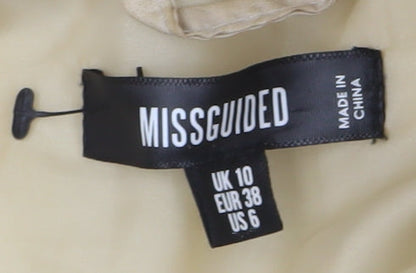 MISSGUIDED
MADE IN
CHINA
UK 10
EUR 38
US 6